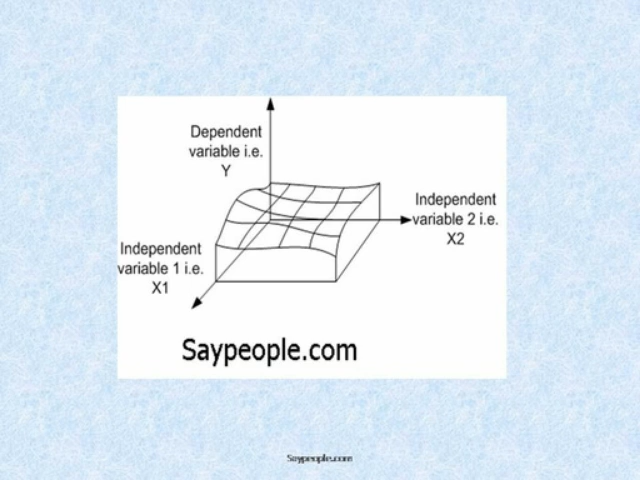 Dependent
variable i.e.
Y
Independent
variable 2 i.e.
X2
Independent
variable 1 i.e.
X1
Saypeople.com
Saypeople.com